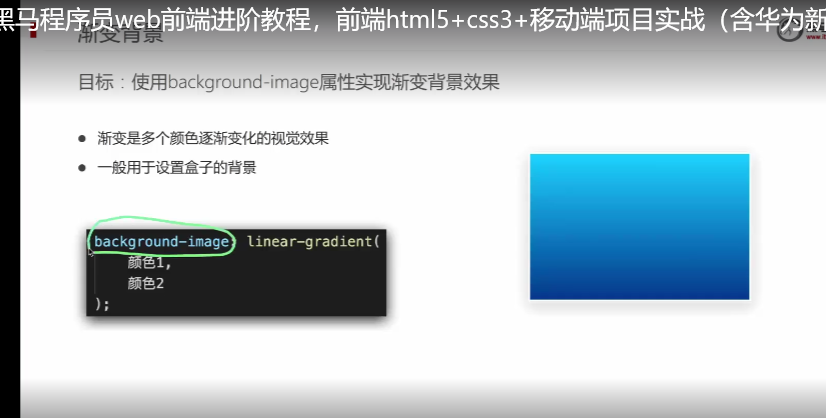 黑马程序员web前端进阶教程，前端html5+css3+移动端项目实战（含华为新
渐变背景
目标：使用background-image属性实现渐变背景效果
● 渐变是多个颜色逐渐变化的视觉效果
● 一般用于设置盒子的背景
background-image: linear-gradient(
颜色1,
颜色2
);